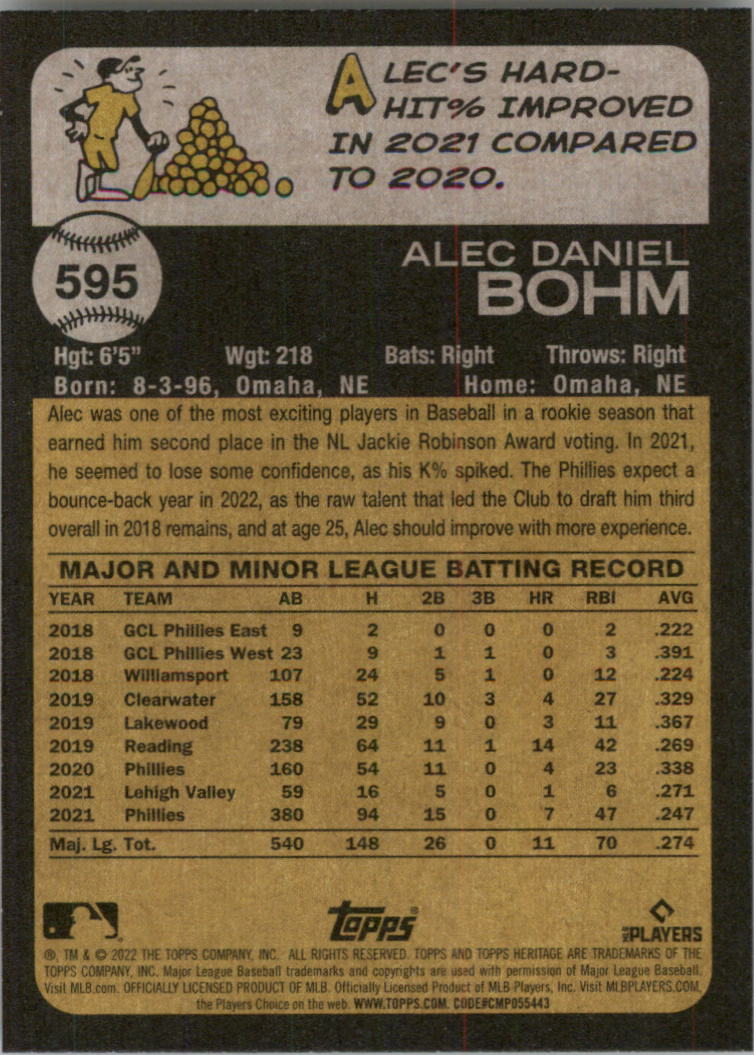 ALEC'S HARD-
HIT% IMPROVED
IN 2021 COMPARED
TO 2020.
595
ALEC DANIEL
BOHM
Hgt: 6'5" Wgt: 218 Bats: Right Throws: Right
Born: 8-3-96, Omaha, NE Home: Omaha, NE
Alec was one of the most exciting players in Baseball in a rookie season that
earned him second place in the NL Jackie Robinson Award voting. In 2021,
he seemed to lose some confidence, as his K% spiked. The Phillies expect a
bounce-back year in 2022, as the raw talent that led the Club to draft him third
overall in 2018 remains, and at age 25, Alec should improve with more experience.
MAJOR AND MINOR LEAGUE BATTING RECORD
YEAR TEAM AB H 2B 3B HR RBI AVG
2018 GCL Phillies East 9 2 0 0 0 2 .222
2018 GCL Phillies West 23 9 1 1 0 3 .391
2018 Williamsport 107 24 5 1 0 12 .224
2019 Clearwater 158 52 10 3 4 27 .329
2019 Lakewood 79 29 9 0 3 11 .367
2019 Reading 238 64 11 1 14 42 .269
2020 Phillies 160 54 11 0 4 23 .338
2021 Lehigh Valley 59 16 5 0 1 6 .271
2021 Phillies 380 94 15 0 7 47 .247
Maj. Lg. Tot. 540 148 26 0 11 70 .274
topps
MLB PLAYERS
®, TM & © 2022 THE TOPPS COMPANY, INC. ALL RIGHTS RESERVED. TOPPS AND TOPPS HERITAGE ARE TRADEMARKS OF THE
TOPPS COMPANY, INC. Major League Baseball trademarks and copyrights are used with permission of Major League Baseball.
Visit MLB.com. OFFICIALLY LICENSED PRODUCT OF MLB. Officially Licensed Product of MLB Players, Inc. Visit MLBPLAYERS.COM,
the Players Choice on the web. WWW.TOPPS.COM. CODE#CMP055443